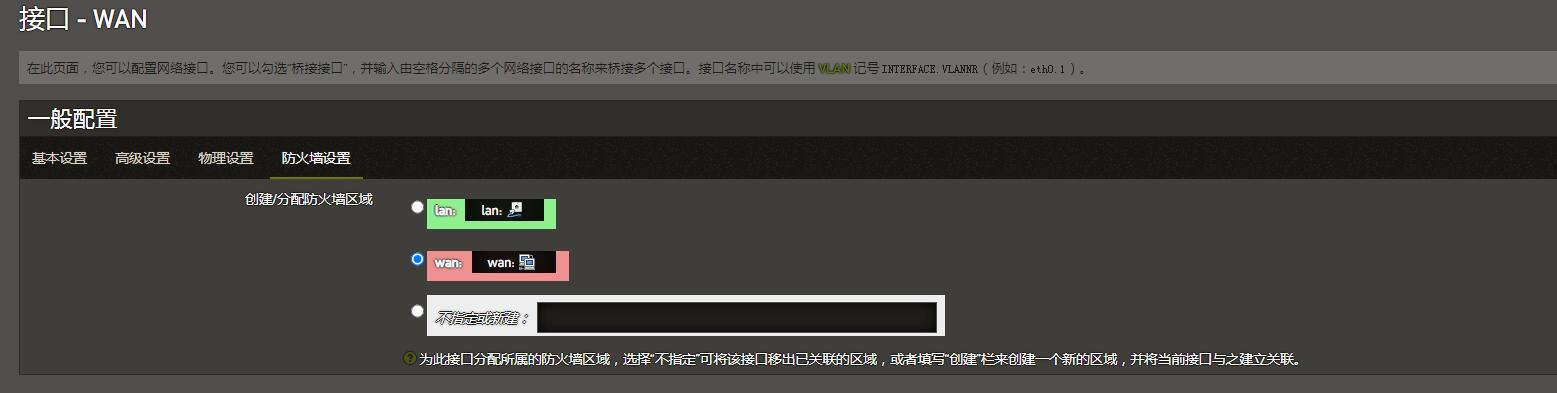 接口 - WAN
在此页面，您可以配置网络接口。您可以勾选“桥接接口”，并输入由空格分隔的多个网络接口的名称来桥接多个接口。接口名称中可以使用 VLAN 记号 INTERFACE.VLANNR（例如：eth0.1）。
一般配置
基本设置 高级设置 物理设置 防火墙设置
创建/分配防火墙区域
lan: lan:
wan: wan:
不指定或新建：
为此接口分配所属的防火墙区域，选择“不指定”可将该接口移出已关联的区域，或者填写“创建”栏来创建一个新的区域，并将当前接口与之建立关联。